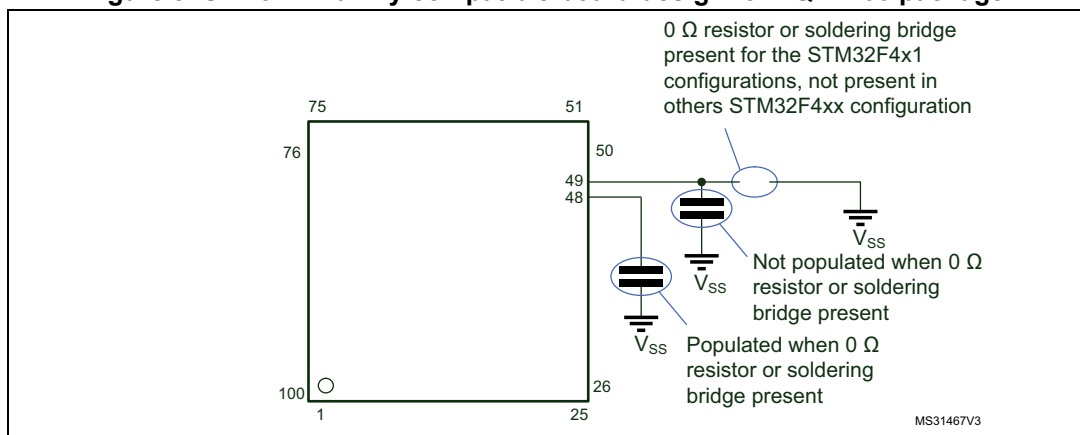 0 Ω resistor or soldering bridge
present for the STM32F4x1
configurations, not present in
others STM32F4xx configuration
75
51
76
50
49
48
VSS
VSS
Not populated when 0 Ω
resistor or soldering
bridge present
VSS
Populated when 0 Ω
resistor or soldering
bridge present
100
26
1
25
MS31467V3